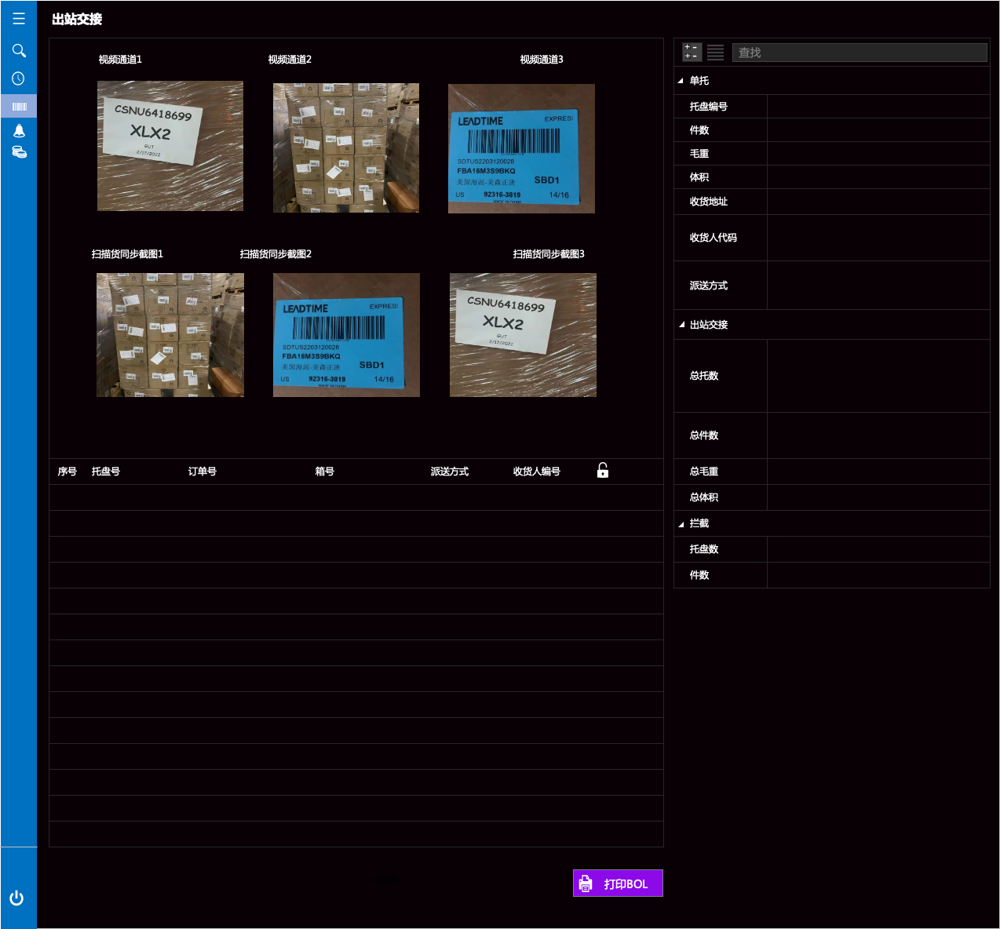 出站交接
视频通道1
视频通道2
视频通道3
CSNU6418699
XLX2
GUT
2/17/2022
LEADTIME
EXPRESS
SDTUS2203120028
FBA16M3S9BKQ
美国海派-美森正班
SBD1
US
92316-3819
14/16
扫描货同步截图1
扫描货同步截图2
扫描货同步截图3
LEADTIME
EXPRESS
SDTUS2203120028
FBA16M3S9BKQ
美国海派-美森正班
SBD1
US
92316-3819
14/16
CSNU6418699
XLX2
GUT
2/17/2022
序号 托盘号 订单号 箱号 派送方式 收货人编号
打印BOL
查找
单托
托盘编号
件数
毛重
体积
收货地址
收货人代码
派送方式
出站交接
总托数
总件数
总毛重
总体积
拦截
托盘数
件数